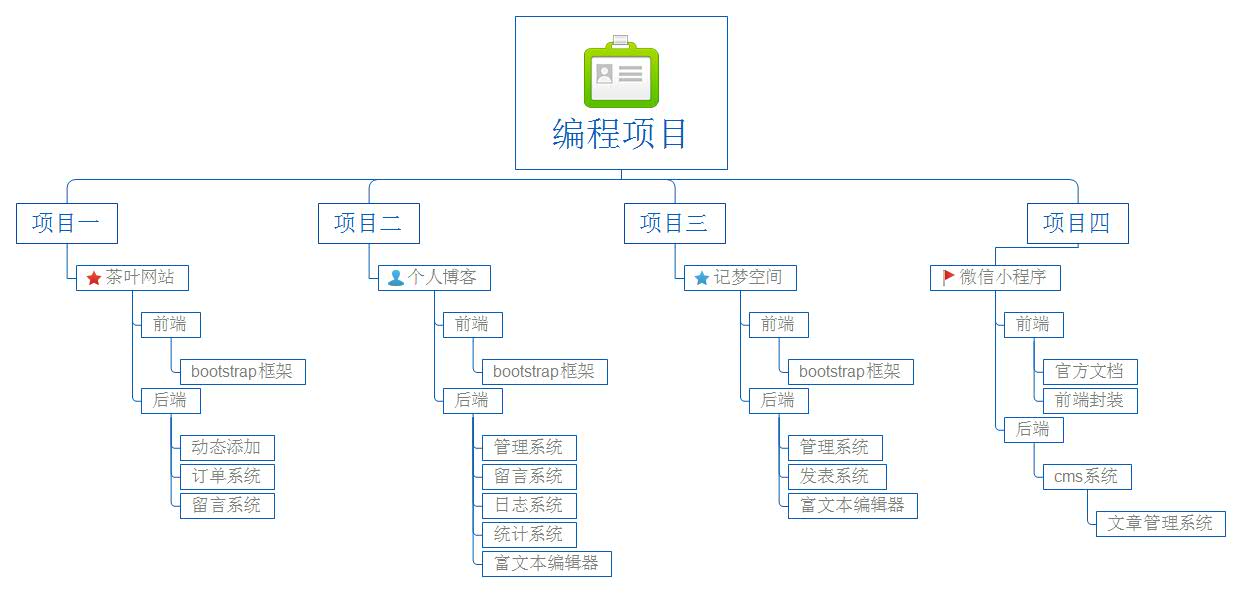 编程项目
项目一
茶叶网站
前端
bootstrap框架
后端
动态添加
订单系统
留言系统
项目二
个人博客
前端
bootstrap框架
后端
管理系统
留言系统
日志系统
统计系统
富文本编辑器
项目三
记梦空间
前端
bootstrap框架
后端
管理系统
发表系统
富文本编辑器
项目四
微信小程序
前端
官方文档
前端封装
后端
cms系统
文章管理系统